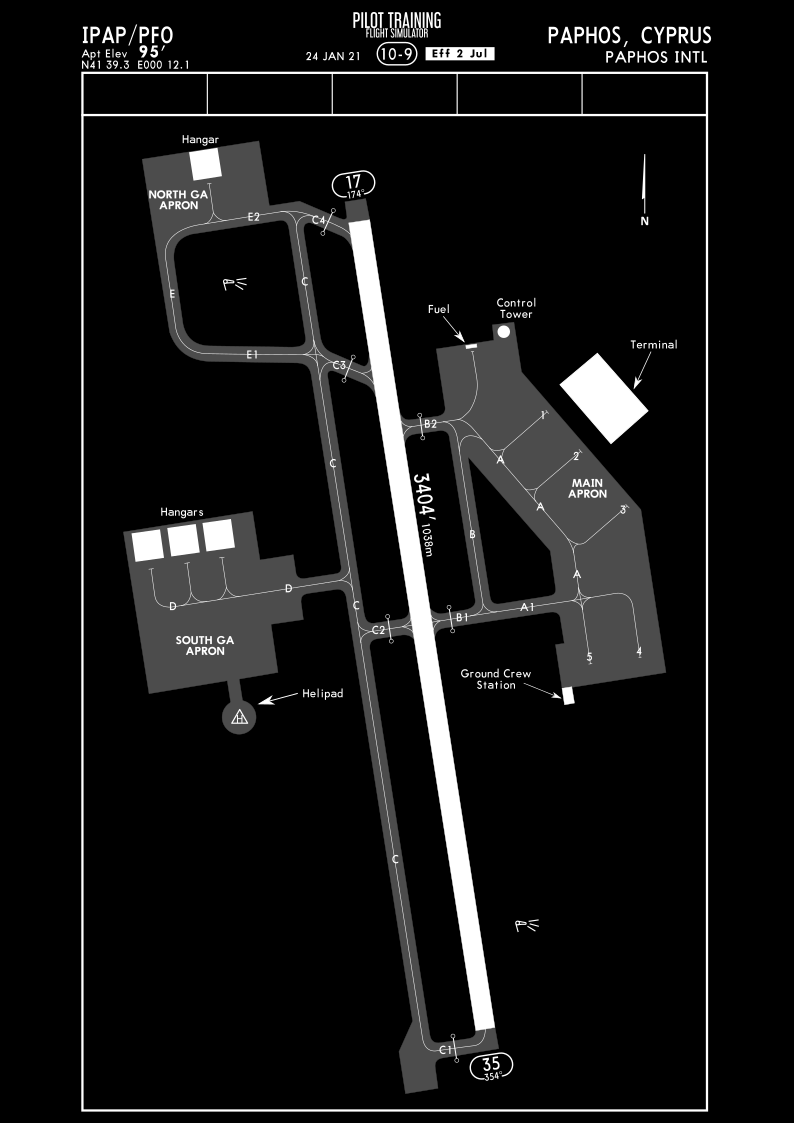 IPAP/PFO
Apt Elev 95'
N41 39.3 E000 12.1
PILOT TRAINING
FLIGHT SIMULATOR
24 JAN 21 10-9 Eff 2 Jul
PAPHOS, CYPRUS
PAPHOS INTL
Hangar
NORTH GA
APRON
17
174°
E2
C4
N
C
E
Fuel
Control
Tower
Terminal
E1
C3
1
B2
A
2
C
3404'
1038m
MAIN
APRON
A
3
Hangars
B
A
D
D
C
C2
B1
A1
SOUTH GA
APRON
5
4
Ground Crew
Station
Helipad
H
C
C1
35
354°